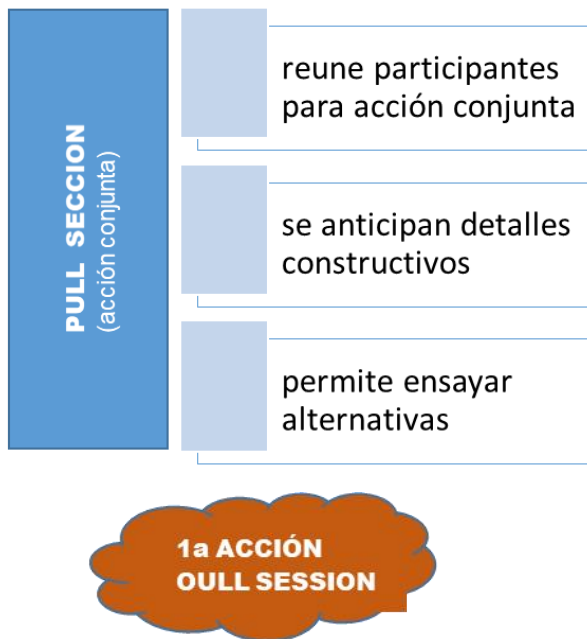 PULL SECCION
(acción conjunta)
reune participantes
para acción conjunta
se anticipan detalles
constructivos
permite ensayar
alternativas
1a ACCIÓN
OULL SESSION